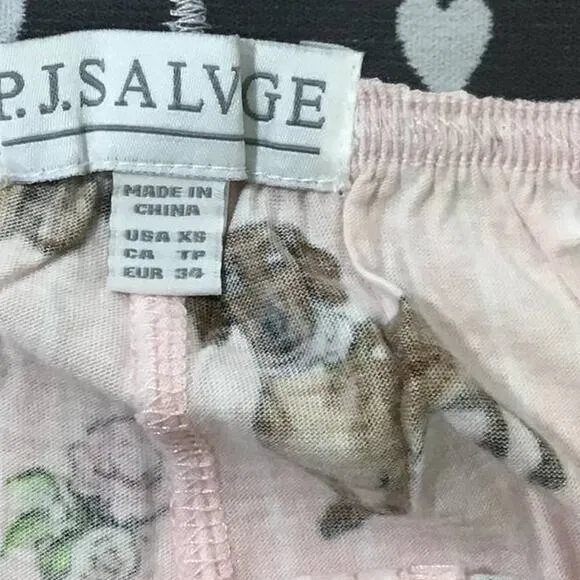 P.J.SALVGE
MADE IN
CHINA
USA XS
CA TP
EUR 34